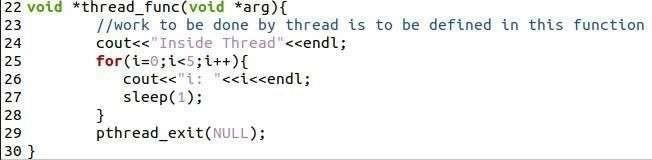 22 void *thread_func(void *arg){
23         //work to be done by thread is to be defined in this function
24         cout<<"Inside Thread"<<endl;
25         for(i=0;i<5;i++){
26            cout<<"i: "<<i<<endl;
27            sleep(1);
28         }
29         pthread_exit(NULL);
30 }